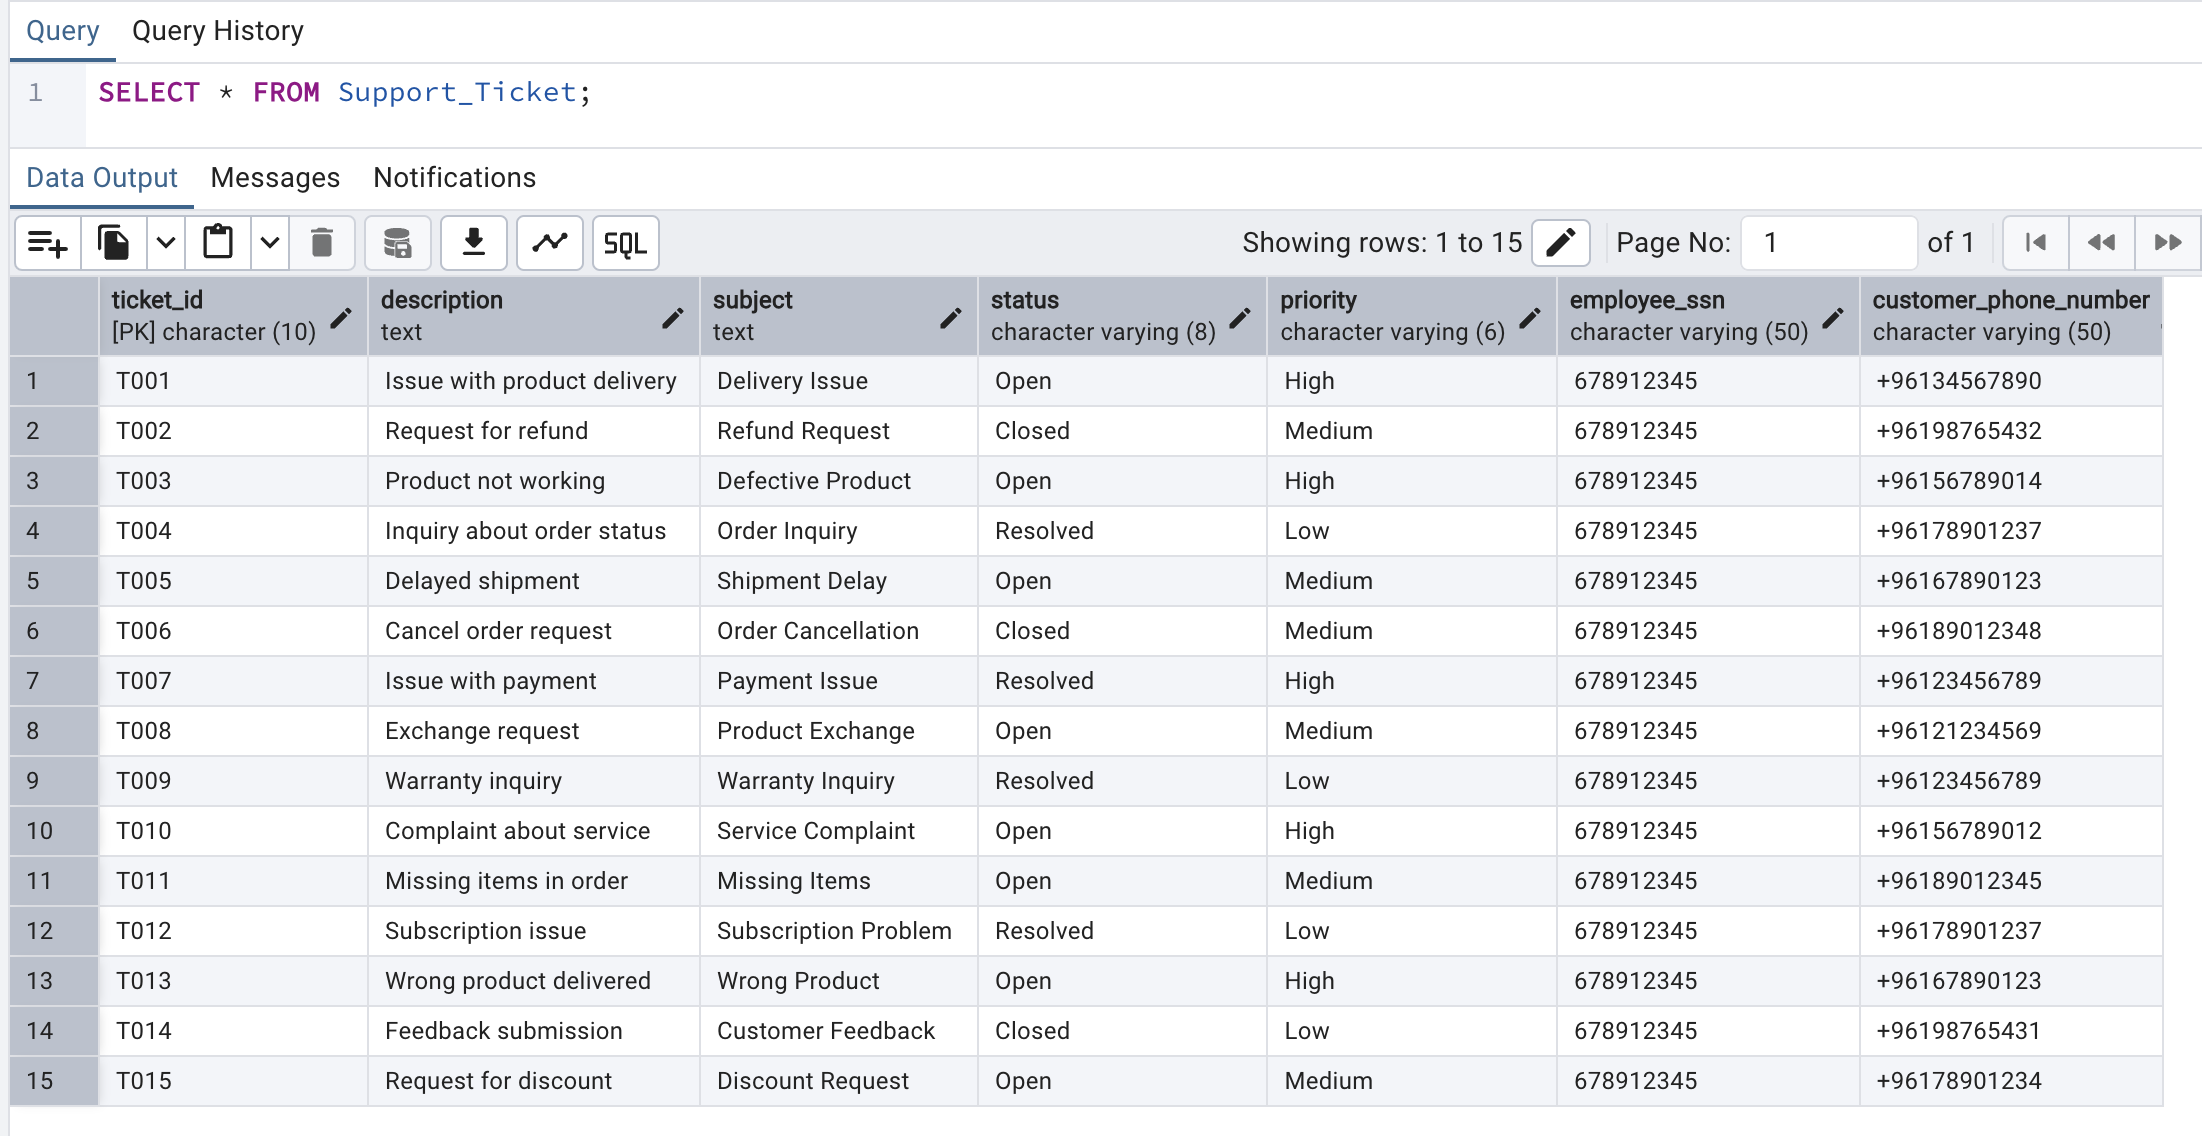 Query Query History
1 SELECT * FROM Support_Ticket;
Data Output Messages Notifications
SQL Showing rows: 1 to 15 Page No: 1 of 1
ticket_id description subject status priority employee_ssn customer_phone_number
[PK] character (10) text text character varying (8) character varying (6) character varying (50) character varying (50)
1 T001 Issue with product delivery Delivery Issue Open High 678912345 +96134567890
2 T002 Request for refund Refund Request Closed Medium 678912345 +96198765432
3 T003 Product not working Defective Product Open High 678912345 +96156789014
4 T004 Inquiry about order status Order Inquiry Resolved Low 678912345 +96178901237
5 T005 Delayed shipment Shipment Delay Open Medium 678912345 +96167890123
6 T006 Cancel order request Order Cancellation Closed Medium 678912345 +96189012348
7 T007 Issue with payment Payment Issue Resolved High 678912345 +96123456789
8 T008 Exchange request Product Exchange Open Medium 678912345 +96121234569
9 T009 Warranty inquiry Warranty Inquiry Resolved Low 678912345 +96123456789
10 T010 Complaint about service Service Complaint Open High 678912345 +96156789012
11 T011 Missing items in order Missing Items Open Medium 678912345 +96189012345
12 T012 Subscription issue Subscription Problem Resolved Low 678912345 +96178901237
13 T013 Wrong product delivered Wrong Product Open High 678912345 +96167890123
14 T014 Feedback submission Customer Feedback Closed Low 678912345 +96198765431
15 T015 Request for discount Discount Request Open Medium 678912345 +96178901234